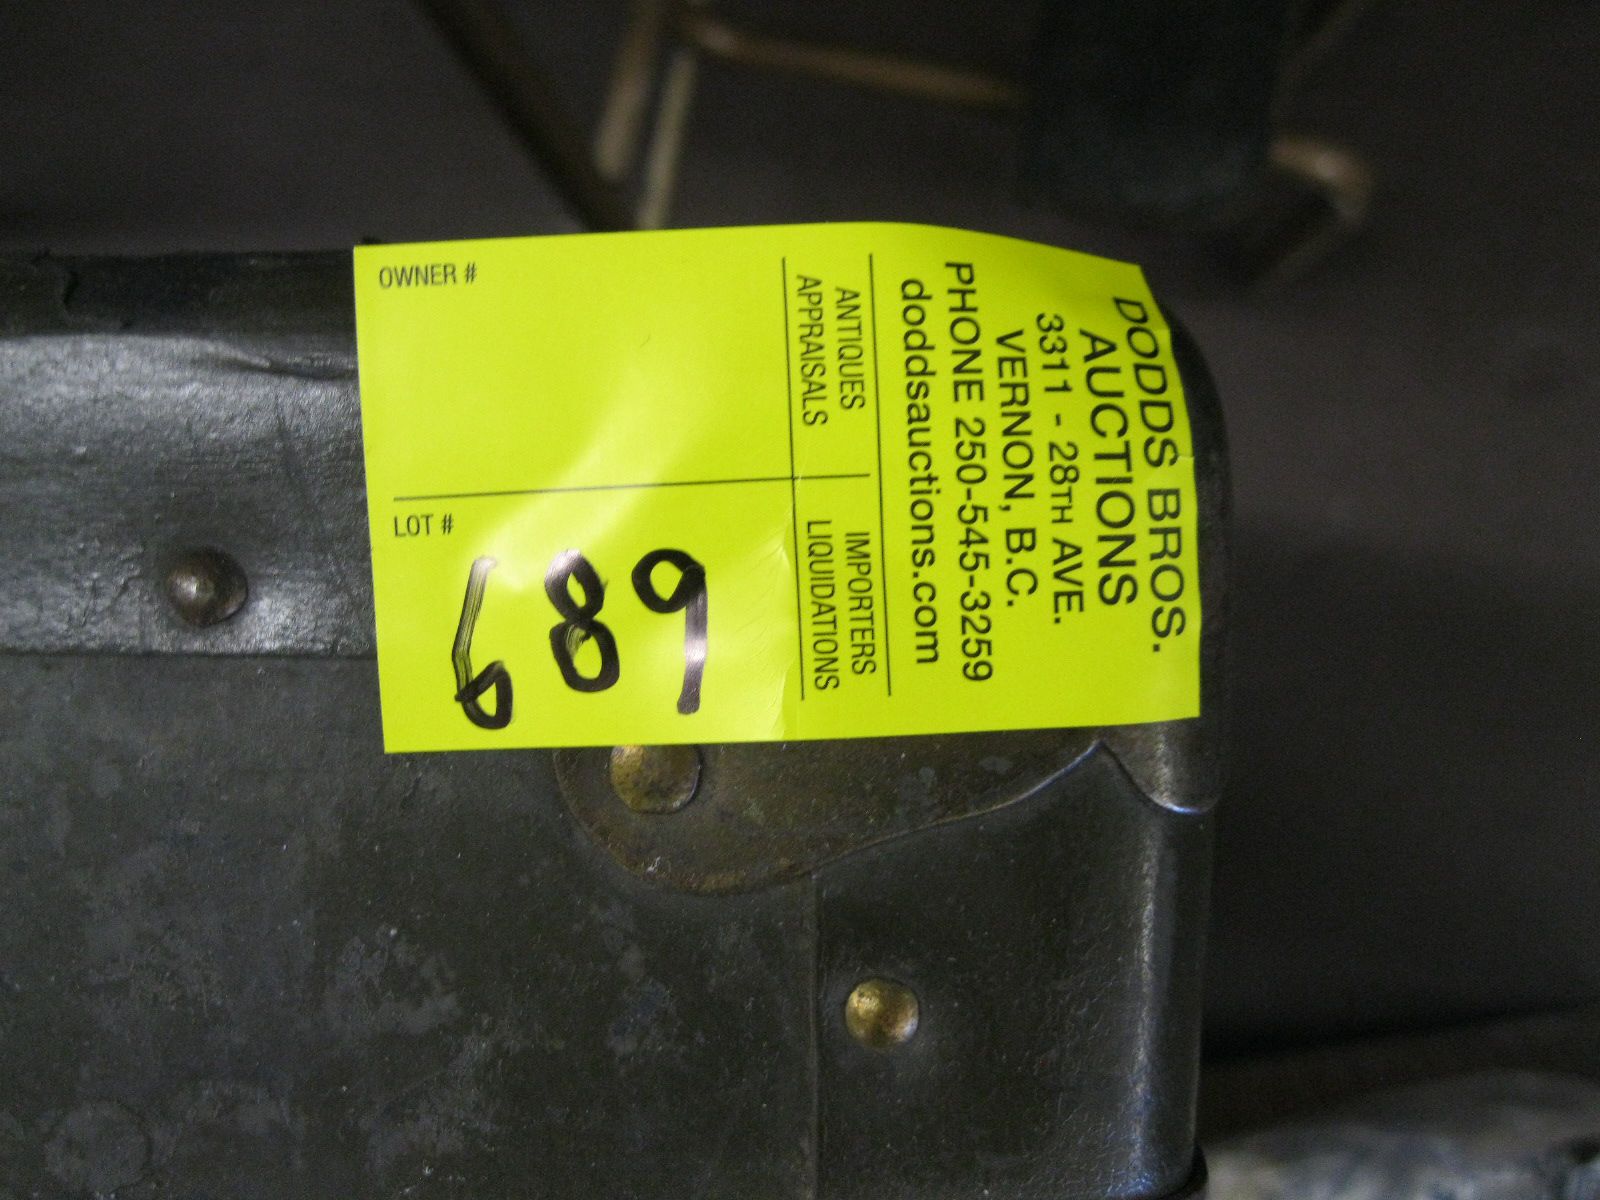 DODDS BROS.
AUCTIONS
3311 - 28TH AVE.
VERNON, B.C.
PHONE 250-545-3259
doddsauctions.com
ANTIQUES
APPRAISALS
IMPORTERS
LIQUIDATIONS
OWNER #
LOT #
689